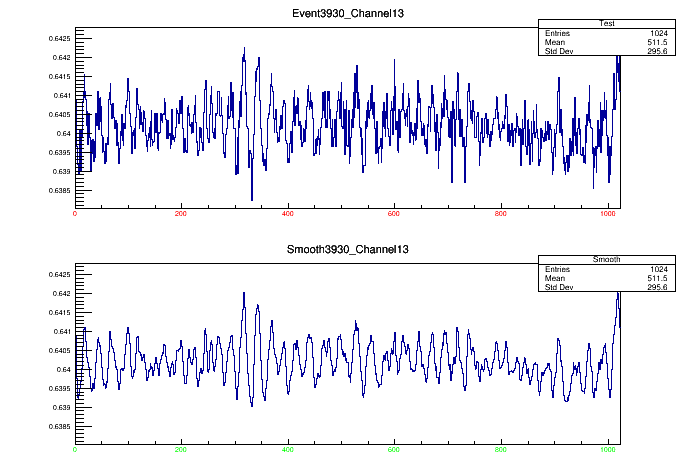 Event3930_Channel13
Test
Entries 1024
Mean 511.5
Std Dev 295.6
0.6425
0.642
0.6415
0.641
0.6405
0.64
0.6395
0.639
0.6385
0 200 400 600 800 1000
Smooth3930_Channel13
Smooth
Entries 1024
Mean 511.5
Std Dev 295.6
0.6425
0.642
0.6415
0.641
0.6405
0.64
0.6395
0.639
0.6385
0 200 400 600 800 1000